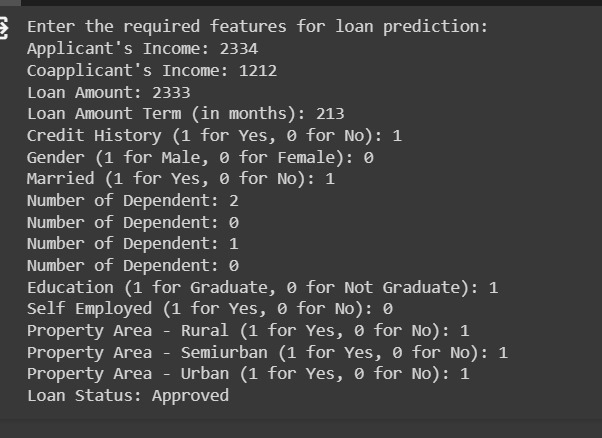 Enter the required features for loan prediction:
Applicant's Income: 2334
Coapplicant's Income: 1212
Loan Amount: 2333
Loan Amount Term (in months): 213
Credit History (1 for Yes, 0 for No): 1
Gender (1 for Male, 0 for Female): 0
Married (1 for Yes, 0 for No): 1
Number of Dependent: 2
Number of Dependent: 0
Number of Dependent: 1
Number of Dependent: 0
Education (1 for Graduate, 0 for Not Graduate): 1
Self Employed (1 for Yes, 0 for No): 0
Property Area - Rural (1 for Yes, 0 for No): 1
Property Area - Semiurban (1 for Yes, 0 for No): 1
Property Area - Urban (1 for Yes, 0 for No): 1
Loan Status: Approved